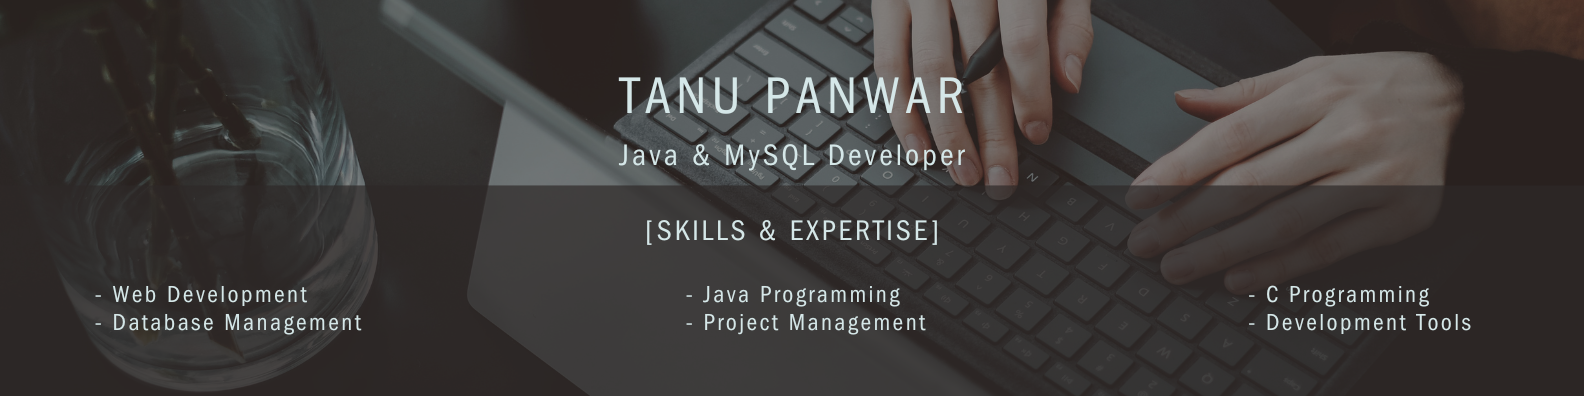 TANU PANWAR
Java & MySQL Developer
[SKILLS & EXPERTISE]
- Web Development
- Database Management
- Java Programming
- Project Management
- C Programming
- Development Tools